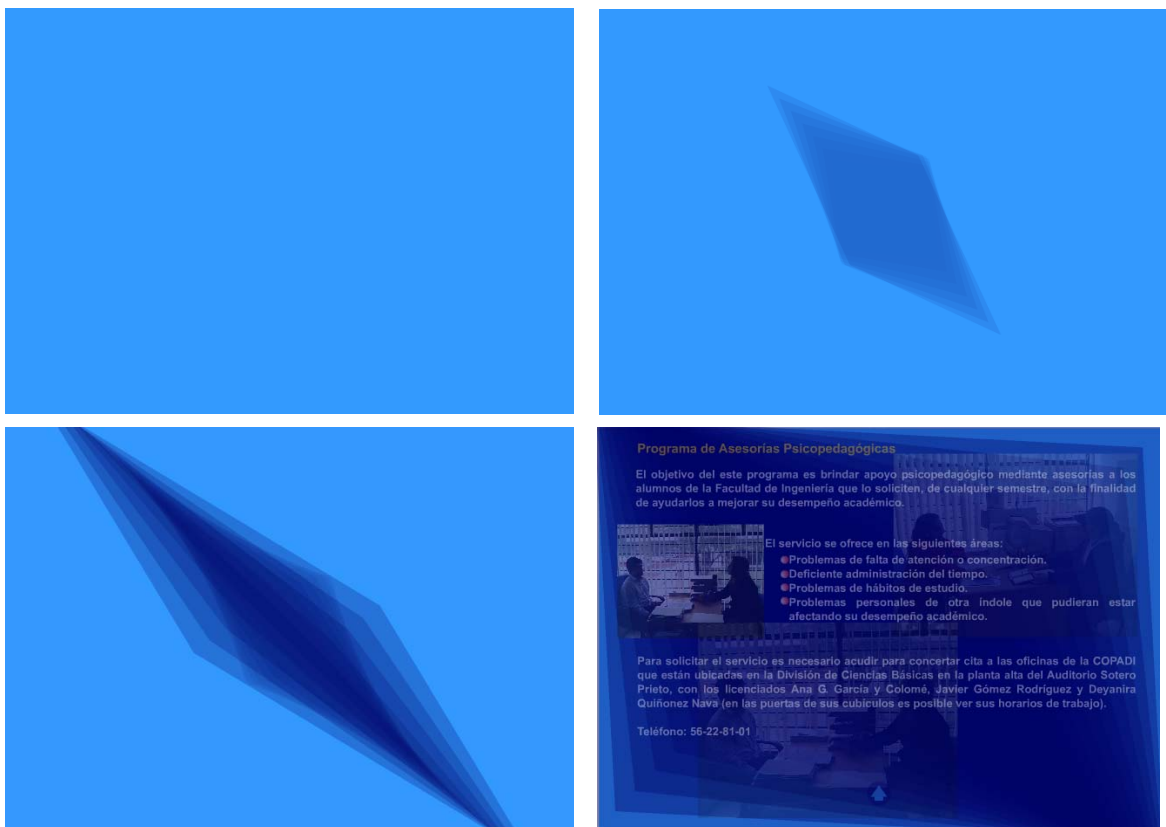 Programa de Asesorías Psicopedagógicas
El objetivo del este programa es brindar apoyo psicopedagógico mediante asesorías a los
alumnos de la Facultad de Ingeniería que lo soliciten, de cualquier semestre, con la finalidad
de ayudarlos a mejorar su desempeño académico.
El servicio se ofrece en las siguientes áreas:
Problemas de falta de atención o concentración.
Deficiente administración del tiempo.
Problemas de hábitos de estudio.
Problemas personales de otra indole que pudieran estar
afectando su desempeño académico.
Para solicitar el servicio es necesario acudir para concertar cita a las oficinas de la COPADI
que están ubicadas en la División de Ciencias Básicas en la planta alta del Auditorio Sotero
Prieto, con los licenciados Ana G. García y Colomé, Javier Gómez Rodríguez y Deyanira
Quiñonez Nava (en las puertas de sus cubículos es posible ver sus horarios de trabajo).
Teléfono: 56-22-81-01